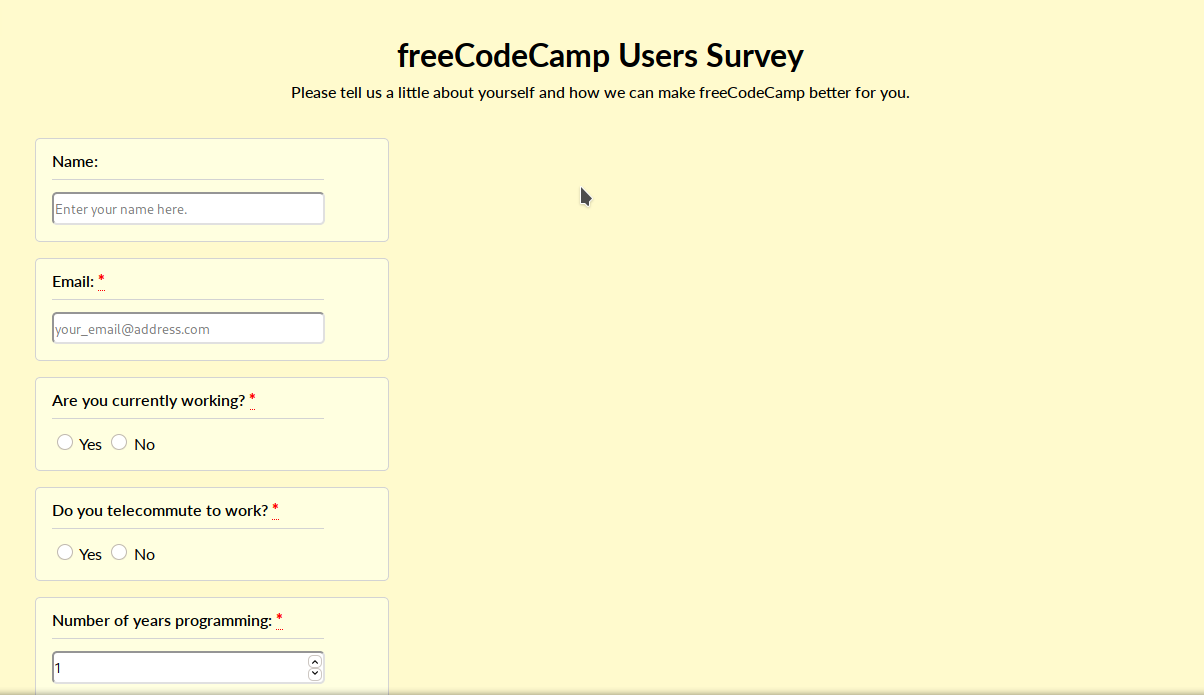 freeCodeCamp Users Survey
Please tell us a little about yourself and how we can make freeCodeCamp better for you.
Name:
Enter your name here.
Email: *
your_email@address.com
Are you currently working? *
Yes No
Do you telecommute to work? *
Yes No
Number of years programming: *
1